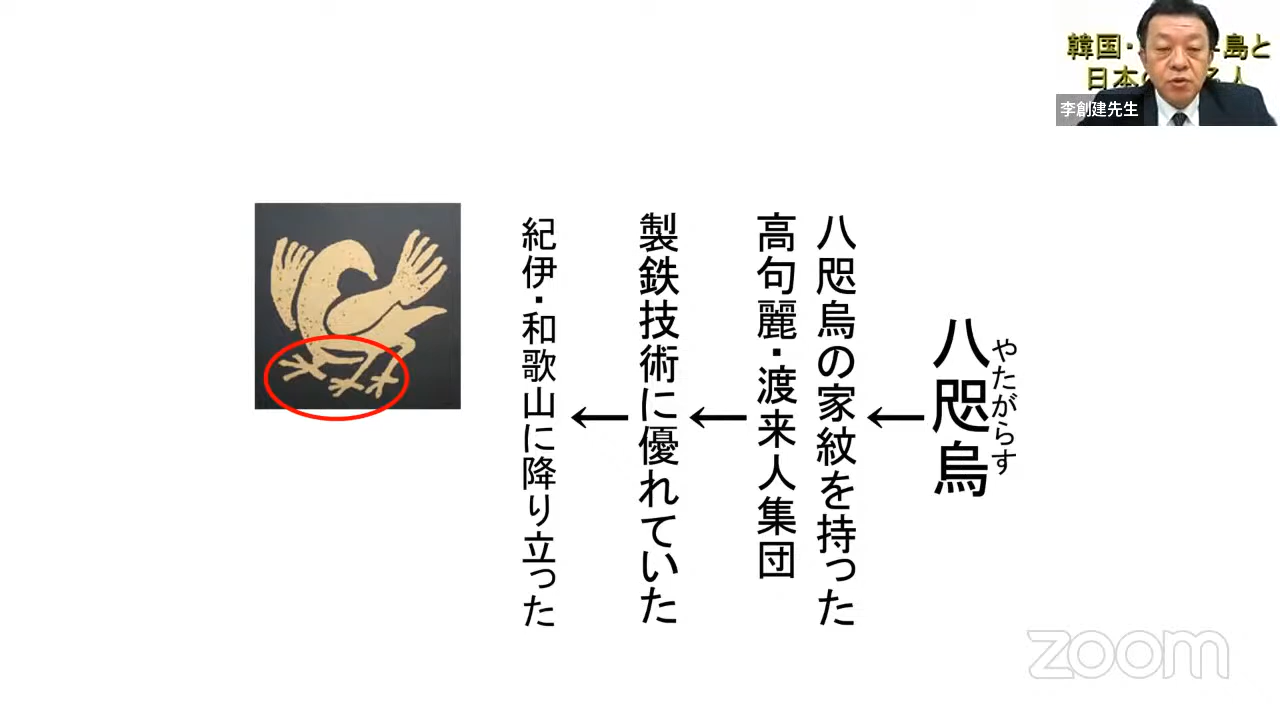 八咫烏
やたがらす
八咫烏の家紋を持った
高句麗・渡来人集団
製鉄技術に優れていた
紀伊・和歌山に降り立った
韓国・
島と
日本
人
李創建先生
zoom